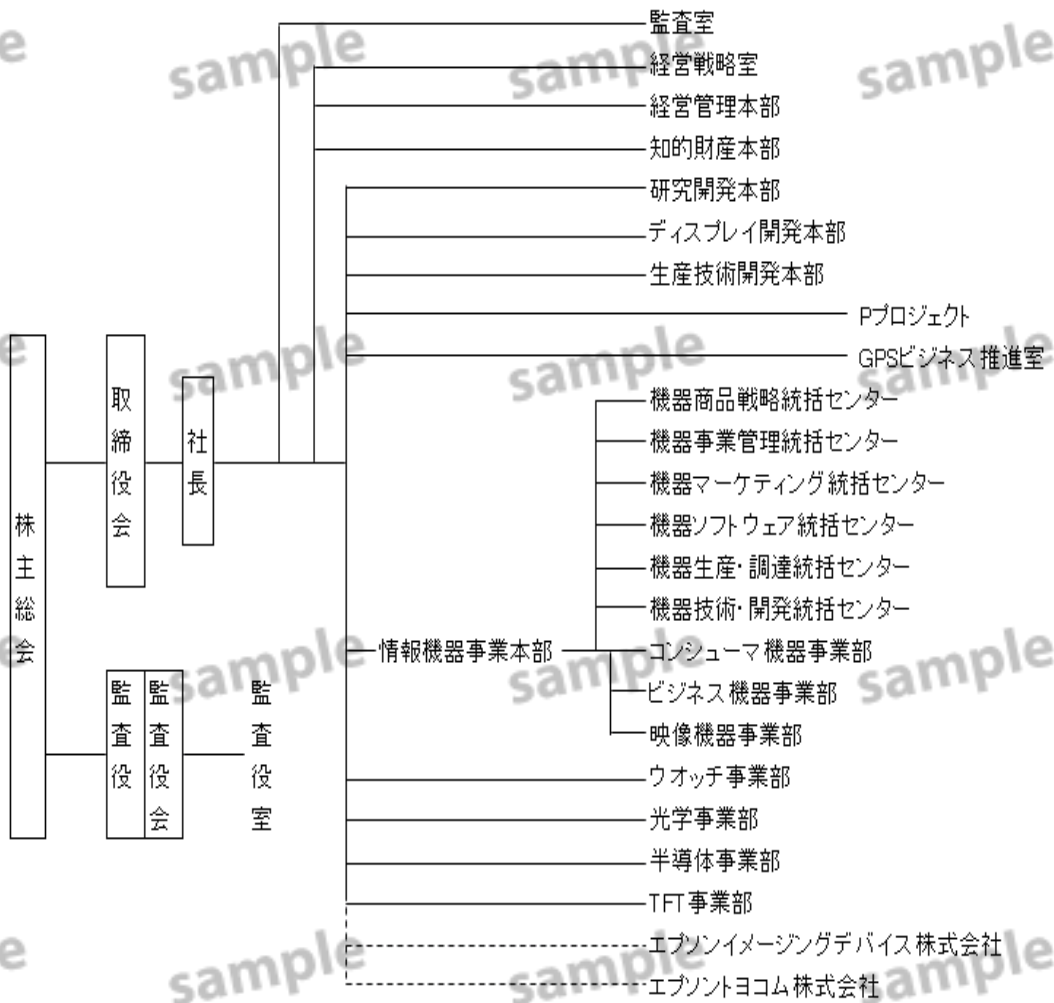 監査室
経営戦略室
経営管理本部
知的財産本部
研究開発本部
ディスプレイ開発本部
生産技術開発本部
Pプロジェクト
GPSビジネス推進室
株主総会
取締役会
社長
監査役
監査役会
監査役室
機器商品戦略統括センター
機器事業管理統括センター
機器マーケティング統括センター
機器ソフトウェア統括センター
機器生産・調達統括センター
機器技術・開発統括センター
情報機器事業本部
コンシューマ機器事業部
ビジネス機器事業部
映像機器事業部
ウオッチ事業部
光学事業部
半導体事業部
TFT事業部
エプソンイメージングデバイス株式会社
エプソントヨコム株式会社
sample
sample
sample
sample
sample
sample
sample
sample
sample
sample
sample
sample
e
e
e
e